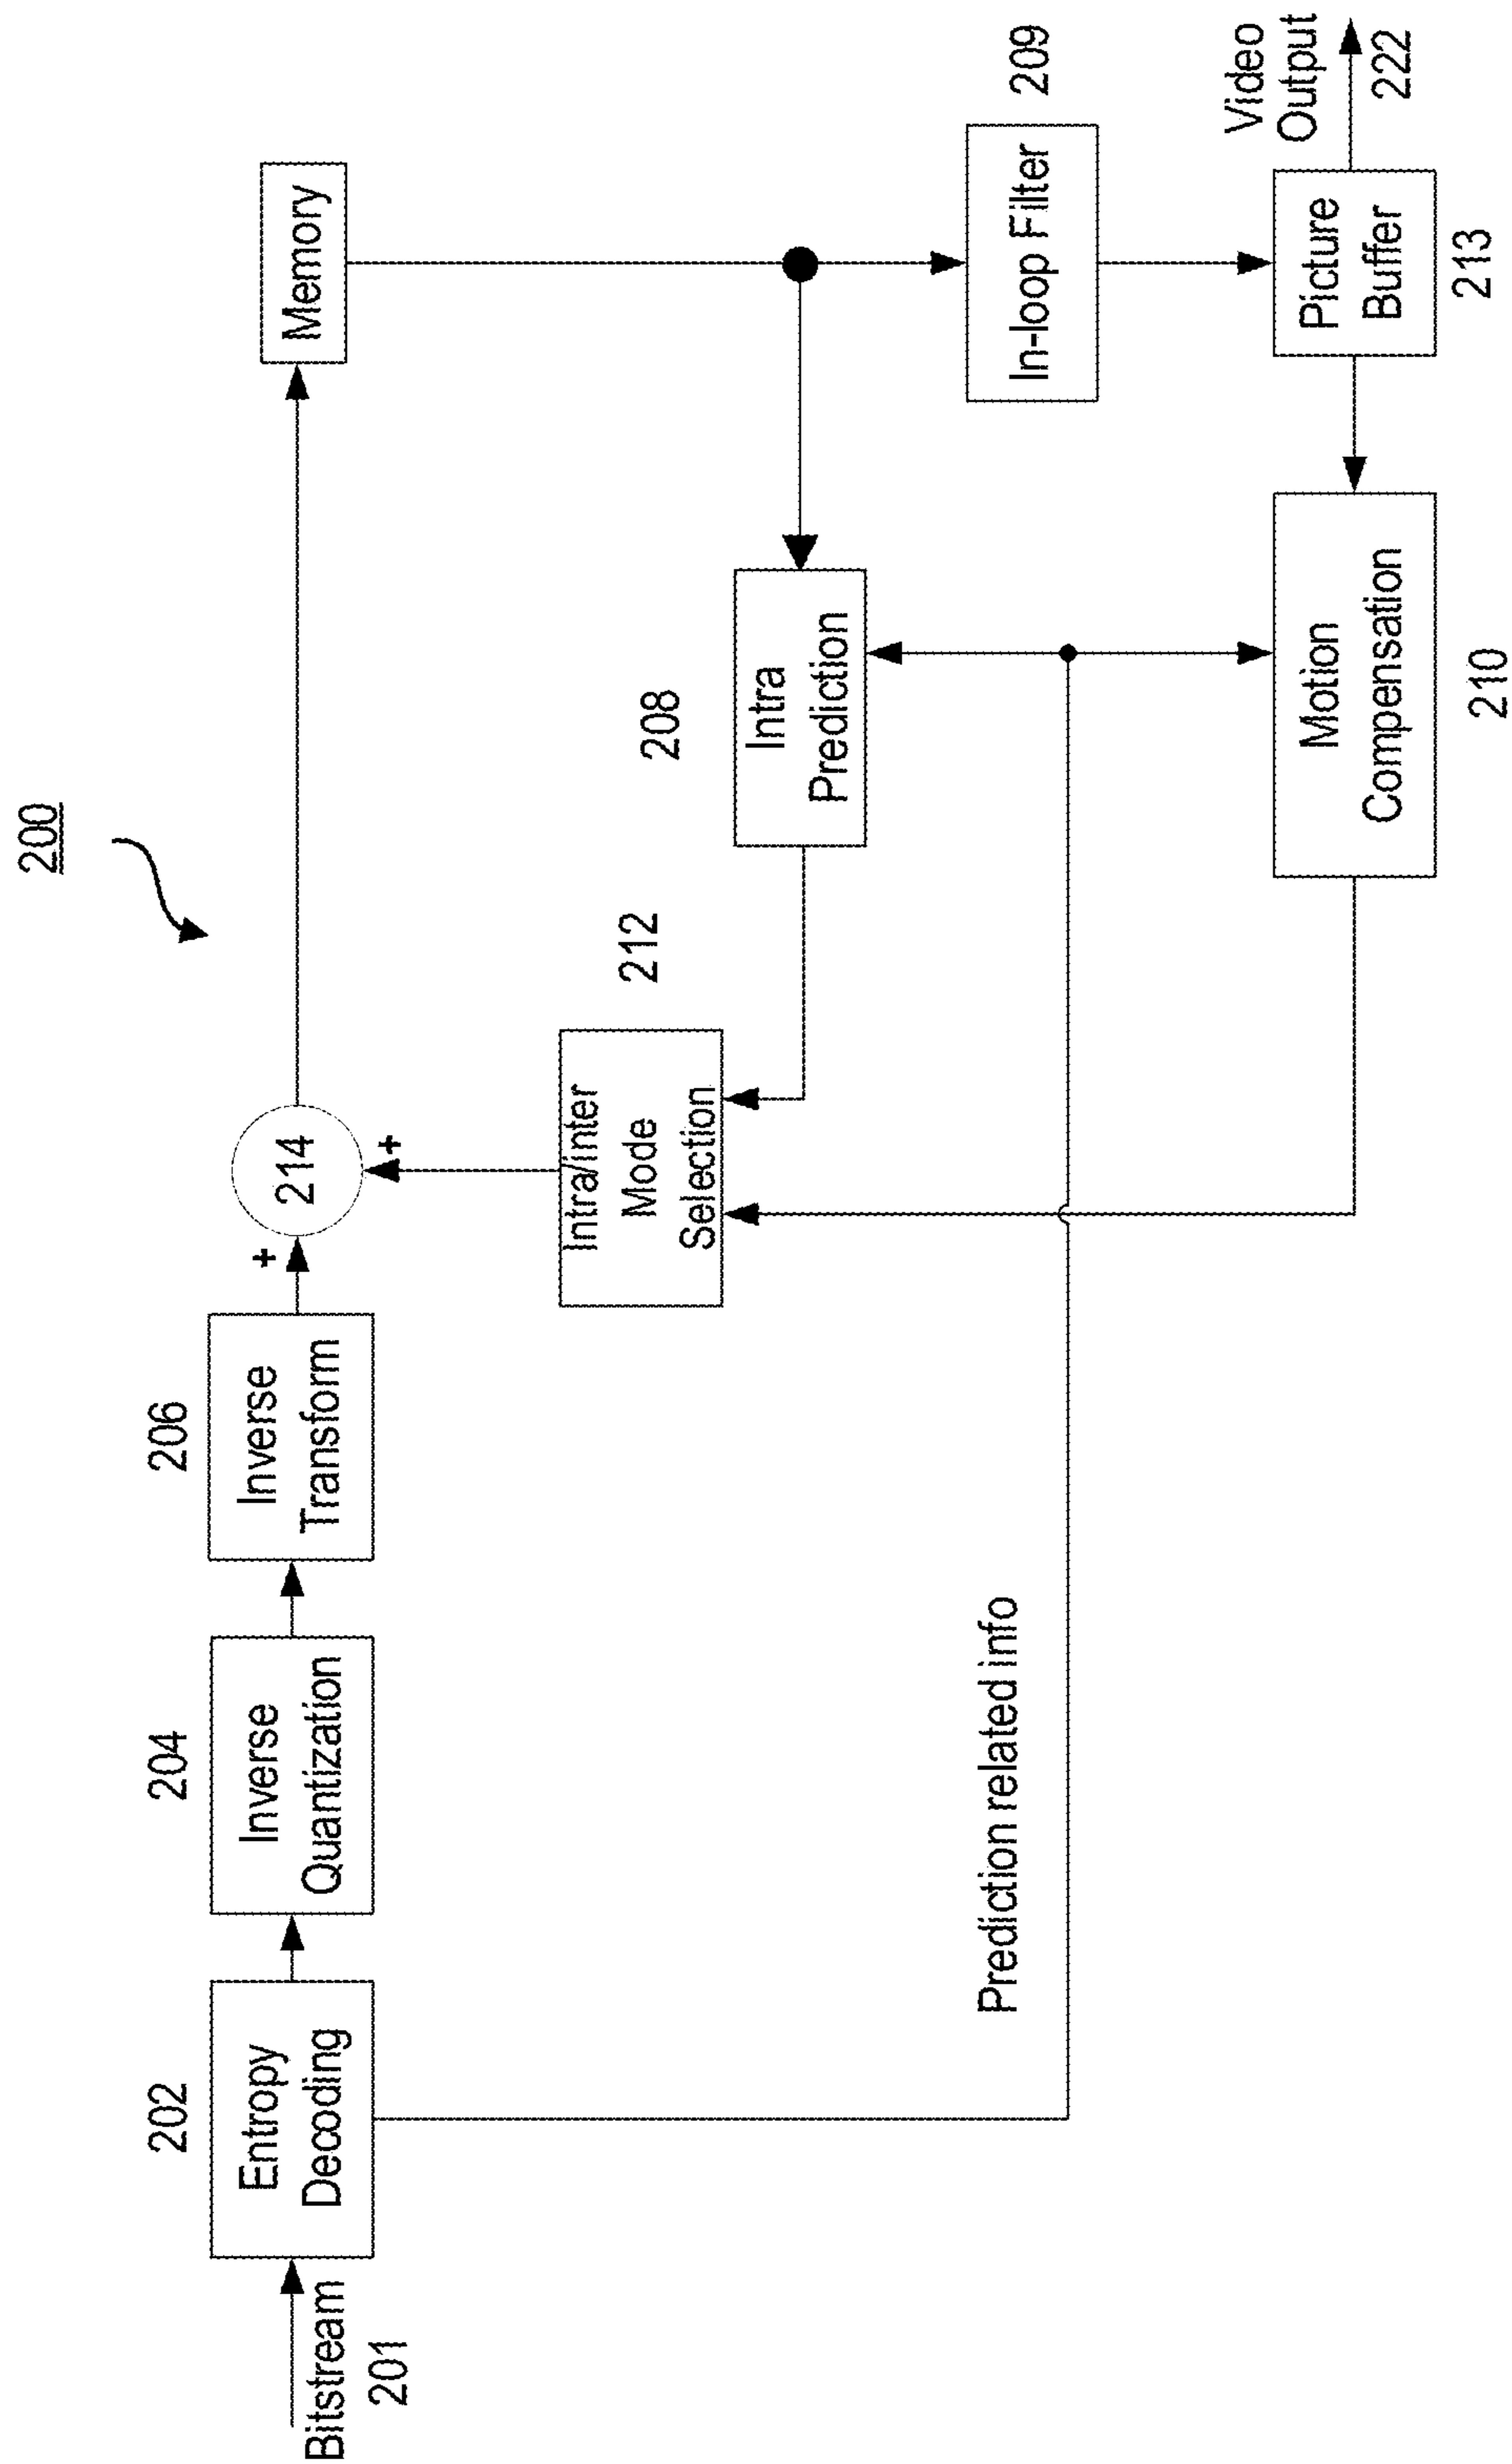 200
202
204
206
Entropy
Decoding
Inverse
Quantization
Inverse
Transform
+
214
Memory
Bitstream
201
+
212
208
Intra/Inter
Mode
Selection
Intra
Prediction
Prediction related info
In-loop Filter
209
Video
Output
222
Motion
Compensation
210
Picture
Buffer
213